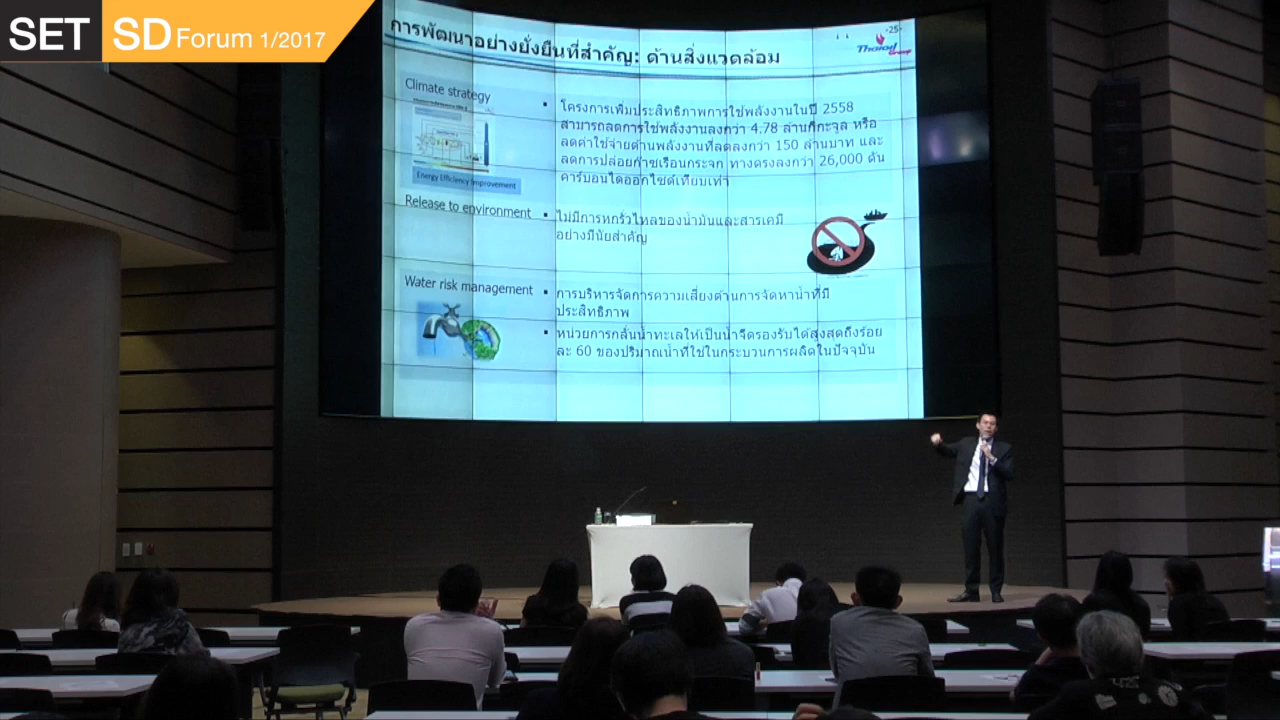 SET SD Forum 1/2017
-25-
การพัฒนาอย่างยั่งยืนที่สำคัญ: ด้านสิ่งแวดล้อม
Thaioil Group
Climate strategy
▪ โครงการเพิ่มประสิทธิภาพการใช้พลังงานในปี 2558
สามารถลดการใช้พลังงานลงกว่า 4.78 ล้านกิกะจูล หรือ
ลดค่าใช้จ่ายด้านพลังงานที่ลดลงกว่า 150 ล้านบาท และ
ลดการปล่อยก๊าซเรือนกระจก ทางตรงลงกว่า 26,000 ตัน
คาร์บอนไดออกไซด์เทียบเท่า
Energy Efficiency Improvement
Release to environment
▪ ไม่มีการหกรั่วไหลของน้ำมันและสารเคมี
อย่างมีนัยสำคัญ
Water risk management
▪ การบริหารจัดการความเสี่ยงด้านการจัดหาน้ำที่มี
ประสิทธิภาพ
▪ หน่วยการกลั่นน้ำทะเลให้เป็นน้ำจืดรองรับได้สูงสุดถึงร้อย
ละ 60 ของปริมาณน้ำที่ใช้ในกระบวนการผลิตในปัจจุบัน